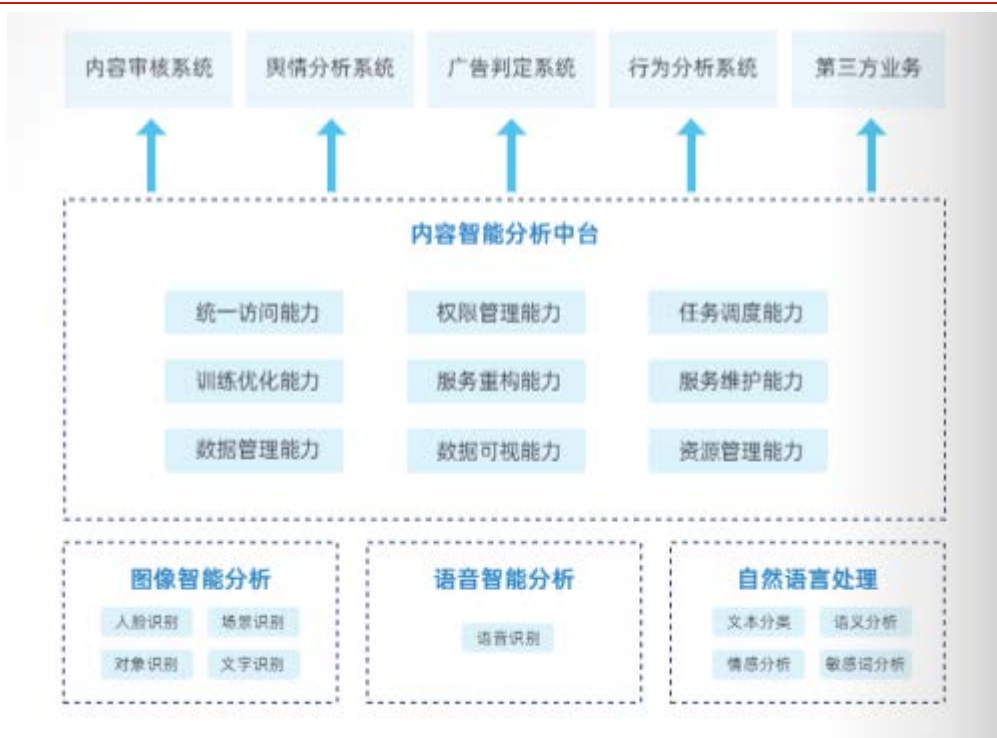 内容审核系统 舆情分析系统 广告判定系统 行为分析系统 第三方业务
内容智能分析中台
统一访问能力 权限管理能力 任务调度能力
训练优化能力 服务重构能力 服务维护能力
数据管理能力 数据可视能力 资源管理能力
图像智能分析 语音智能分析 自然语言处理
人脸识别 场景识别 语音识别 文本分类 语义分析
对象识别 文字识别 情感分析 敏感词分析